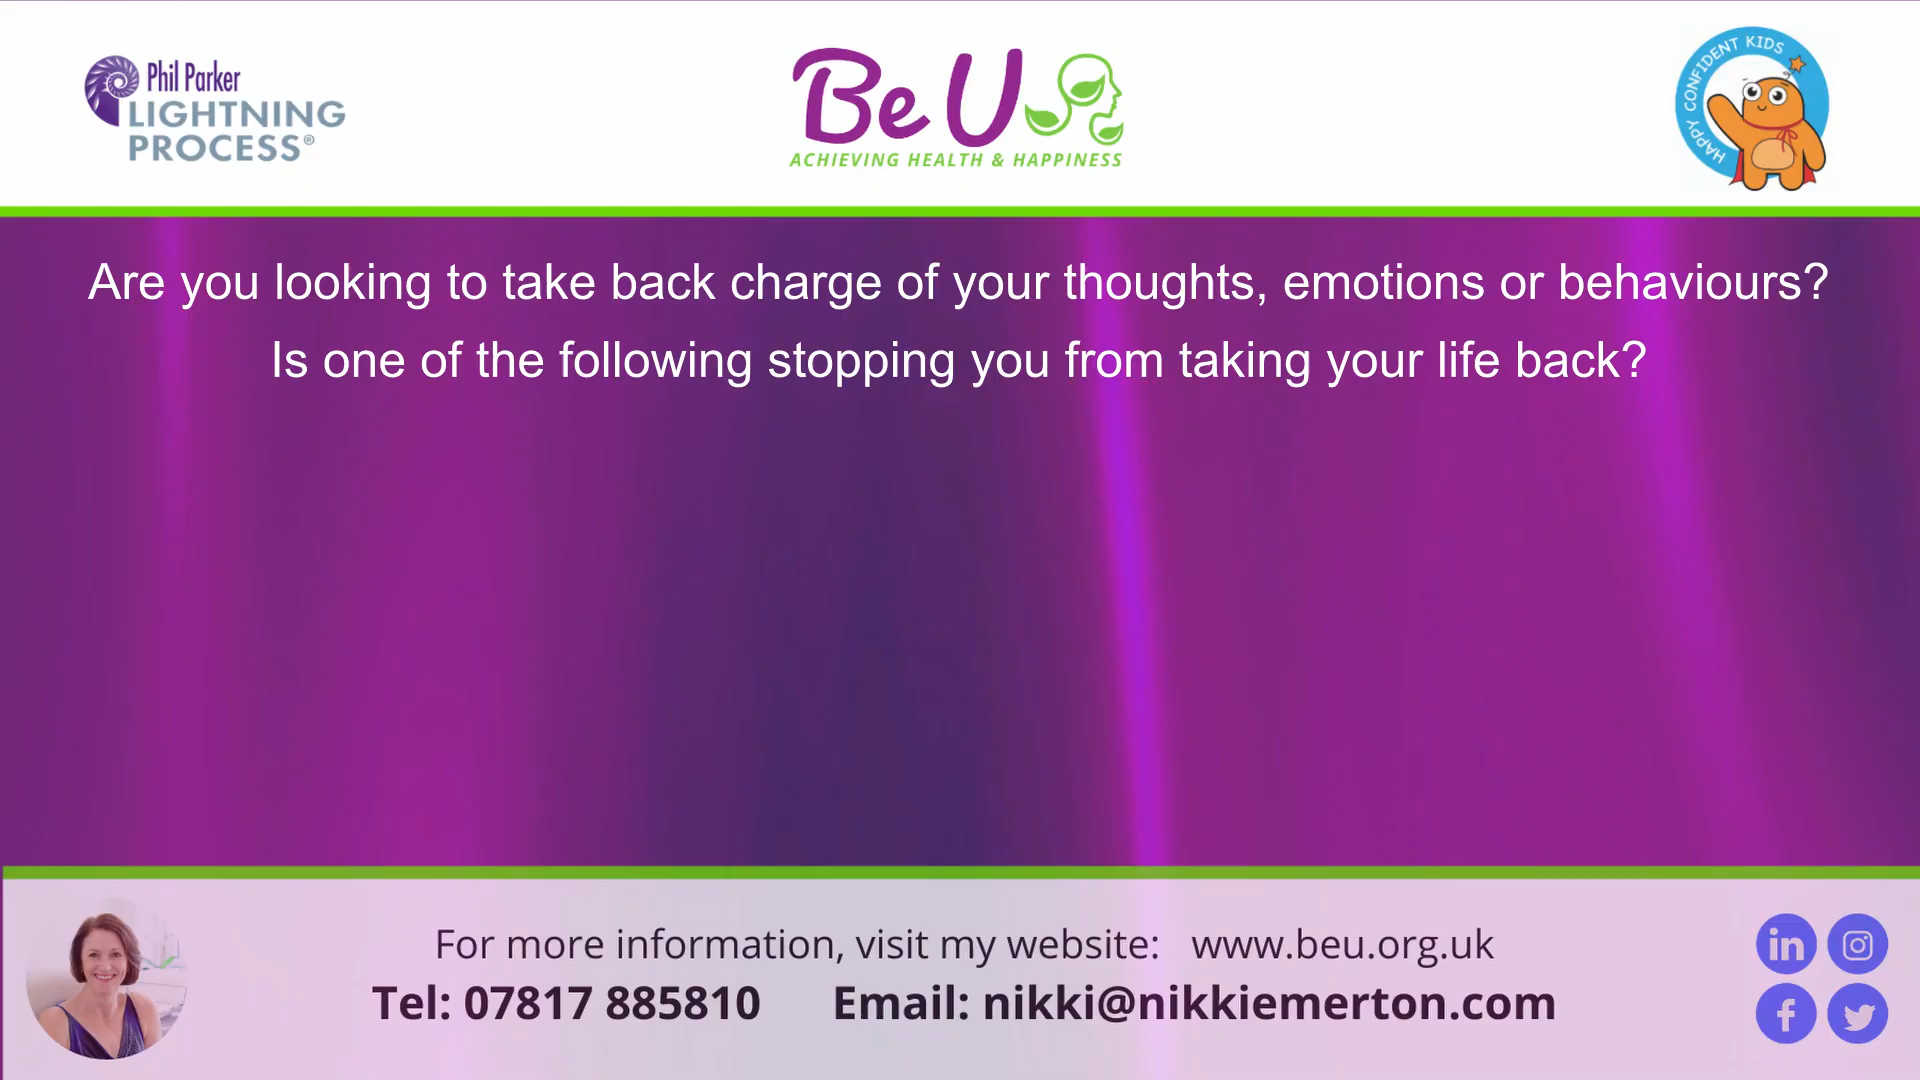 Phil Parker
LIGHTNING
PROCESS®
Be U
ACHIEVING HEALTH & HAPPINESS
HAPPY CONFIDENT KIDS
Are you looking to take back charge of your thoughts, emotions or behaviours?
Is one of the following stopping you from taking your life back?
For more information, visit my website: www.beu.org.uk
Tel: 07817 885810 Email: nikki@nikkiemerton.com